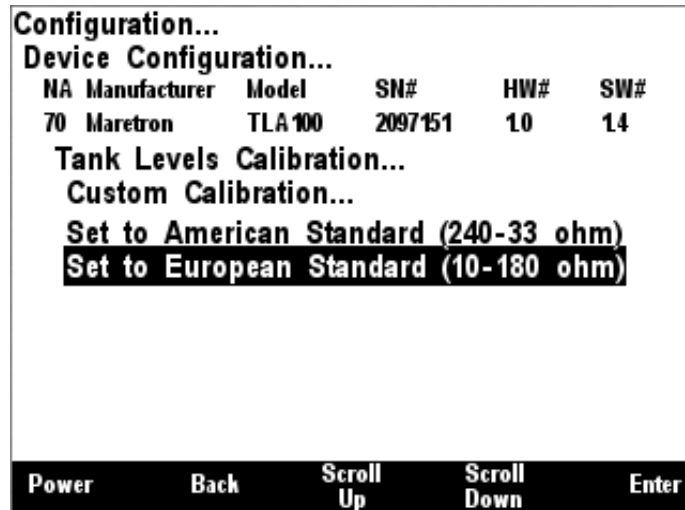 Configuration...
Device Configuration...
NA Manufacturer Model SN# HW# SW#
70 Maretron TLA100 2097151 1.0 1.4
Tank Levels Calibration...
Custom Calibration...
Set to American Standard (240-33 ohm)
Set to European Standard (10-180 ohm)
Power Back Scroll Up Scroll Down Enter